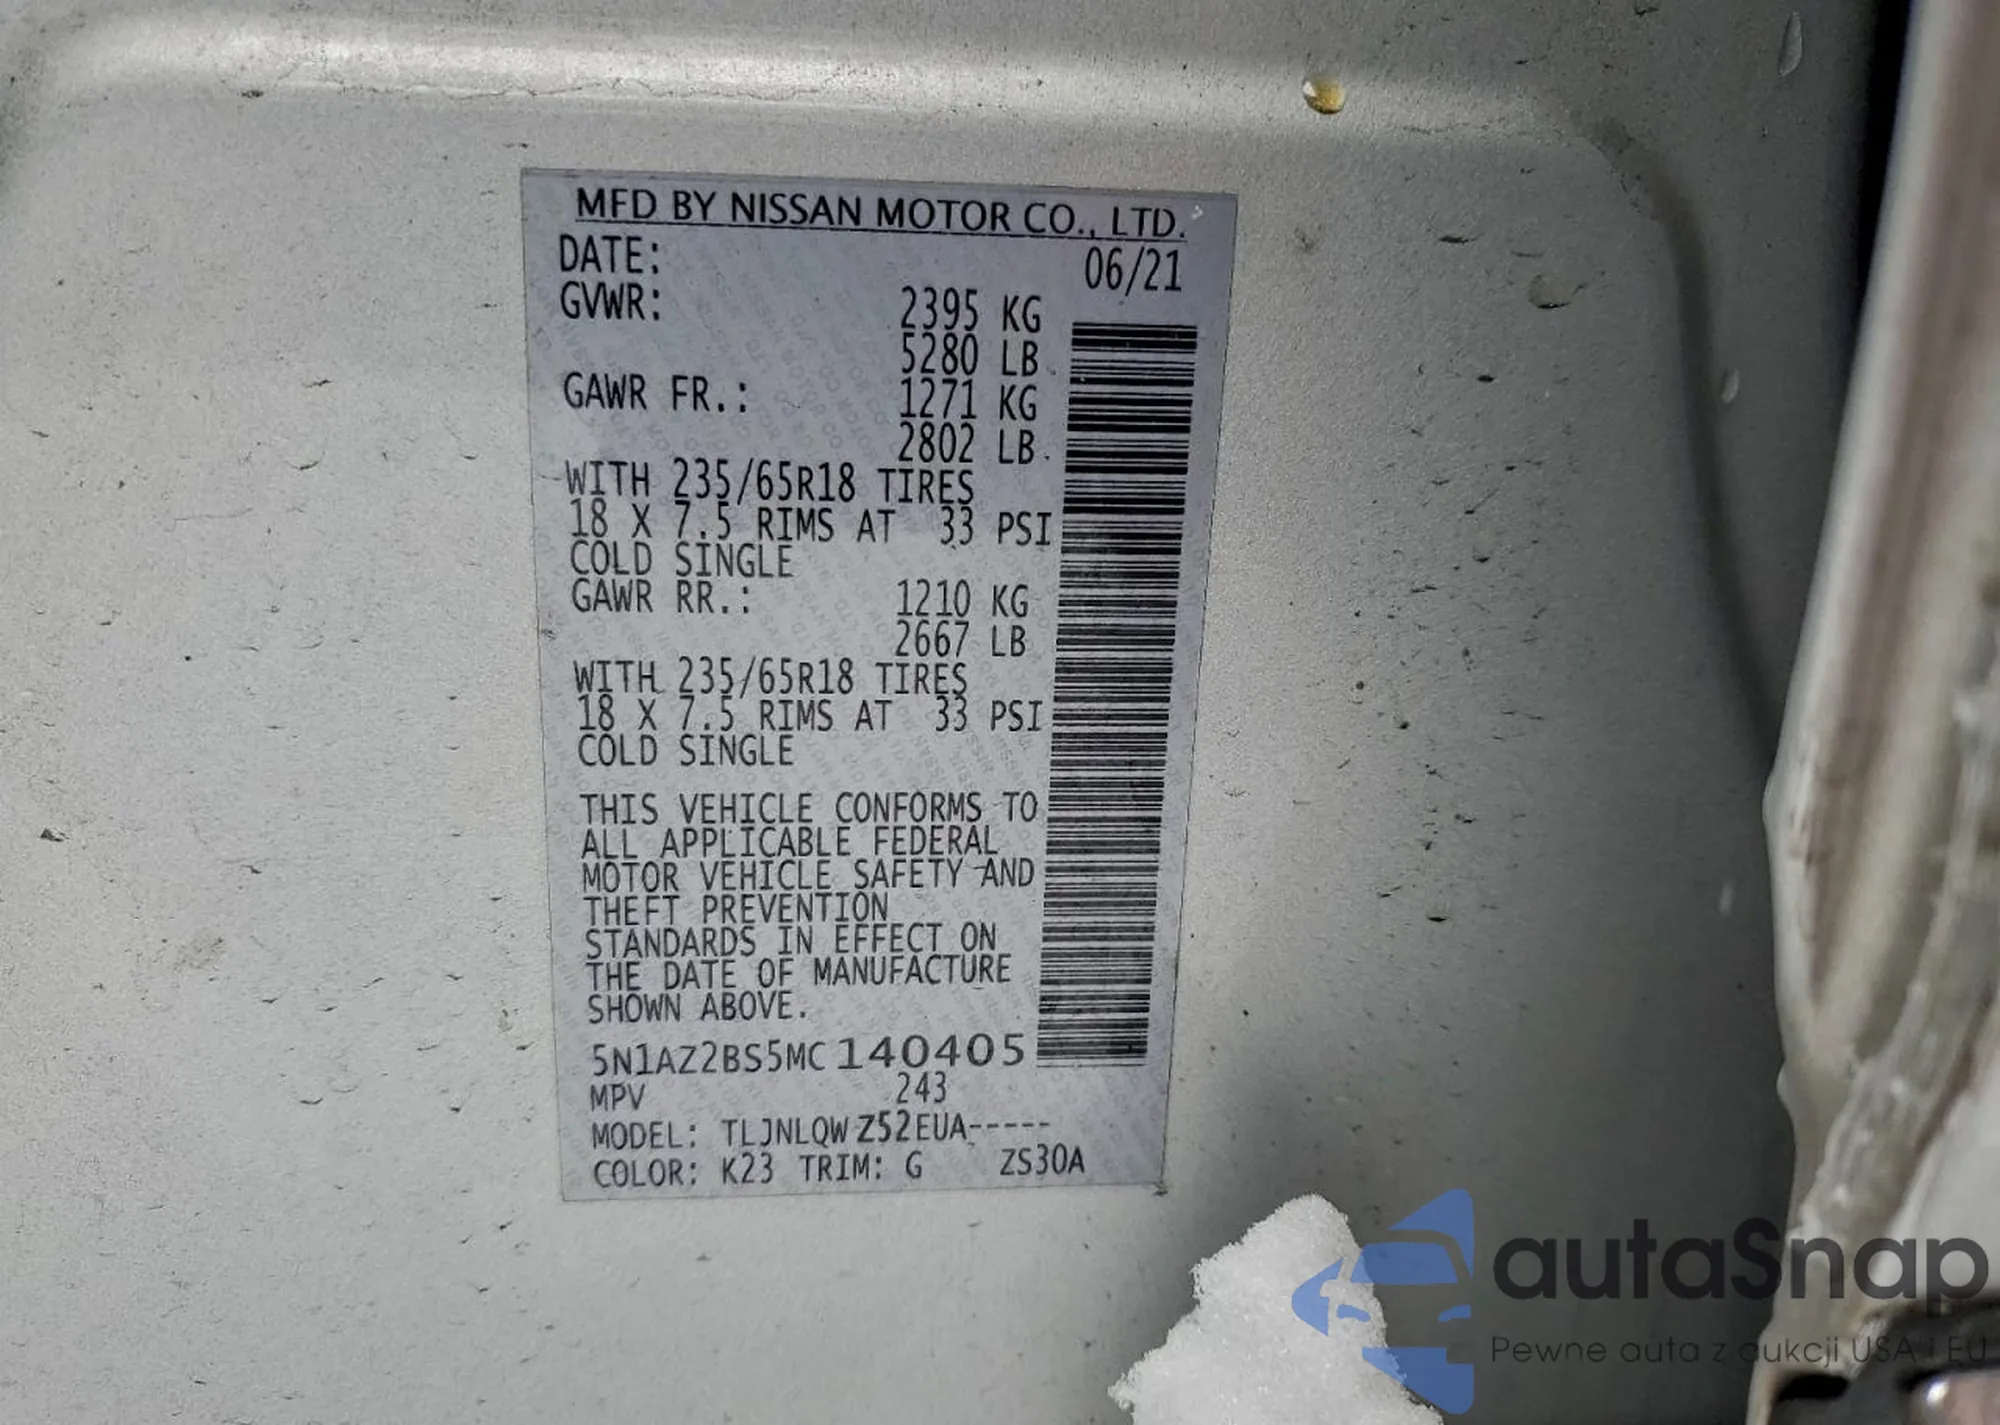 MFD BY NISSAN MOTOR CO., LTD.
DATE: 06/21
GVWR: 2395 KG
5280 LB
GAWR FR.: 1271 KG
2802 LB
WITH 235/65R18 TIRES
18 X 7.5 RIMS AT 33 PSI
COLD SINGLE
GAWR RR.: 1210 KG
2667 LB
WITH 235/65R18 TIRES
18 X 7.5 RIMS AT 33 PSI
COLD SINGLE
THIS VEHICLE CONFORMS TO
ALL APPLICABLE FEDERAL
MOTOR VEHICLE SAFETY AND
THEFT PREVENTION
STANDARDS IN EFFECT ON
THE DATE OF MANUFACTURE
SHOWN ABOVE.
5N1AZ2BS5MC140405
MPV 243
MODEL: TLJNLQWZ52EUA-----
COLOR: K23 TRIM: G ZS30A
autaSnap
Pewne auta z aukcji USA i EU